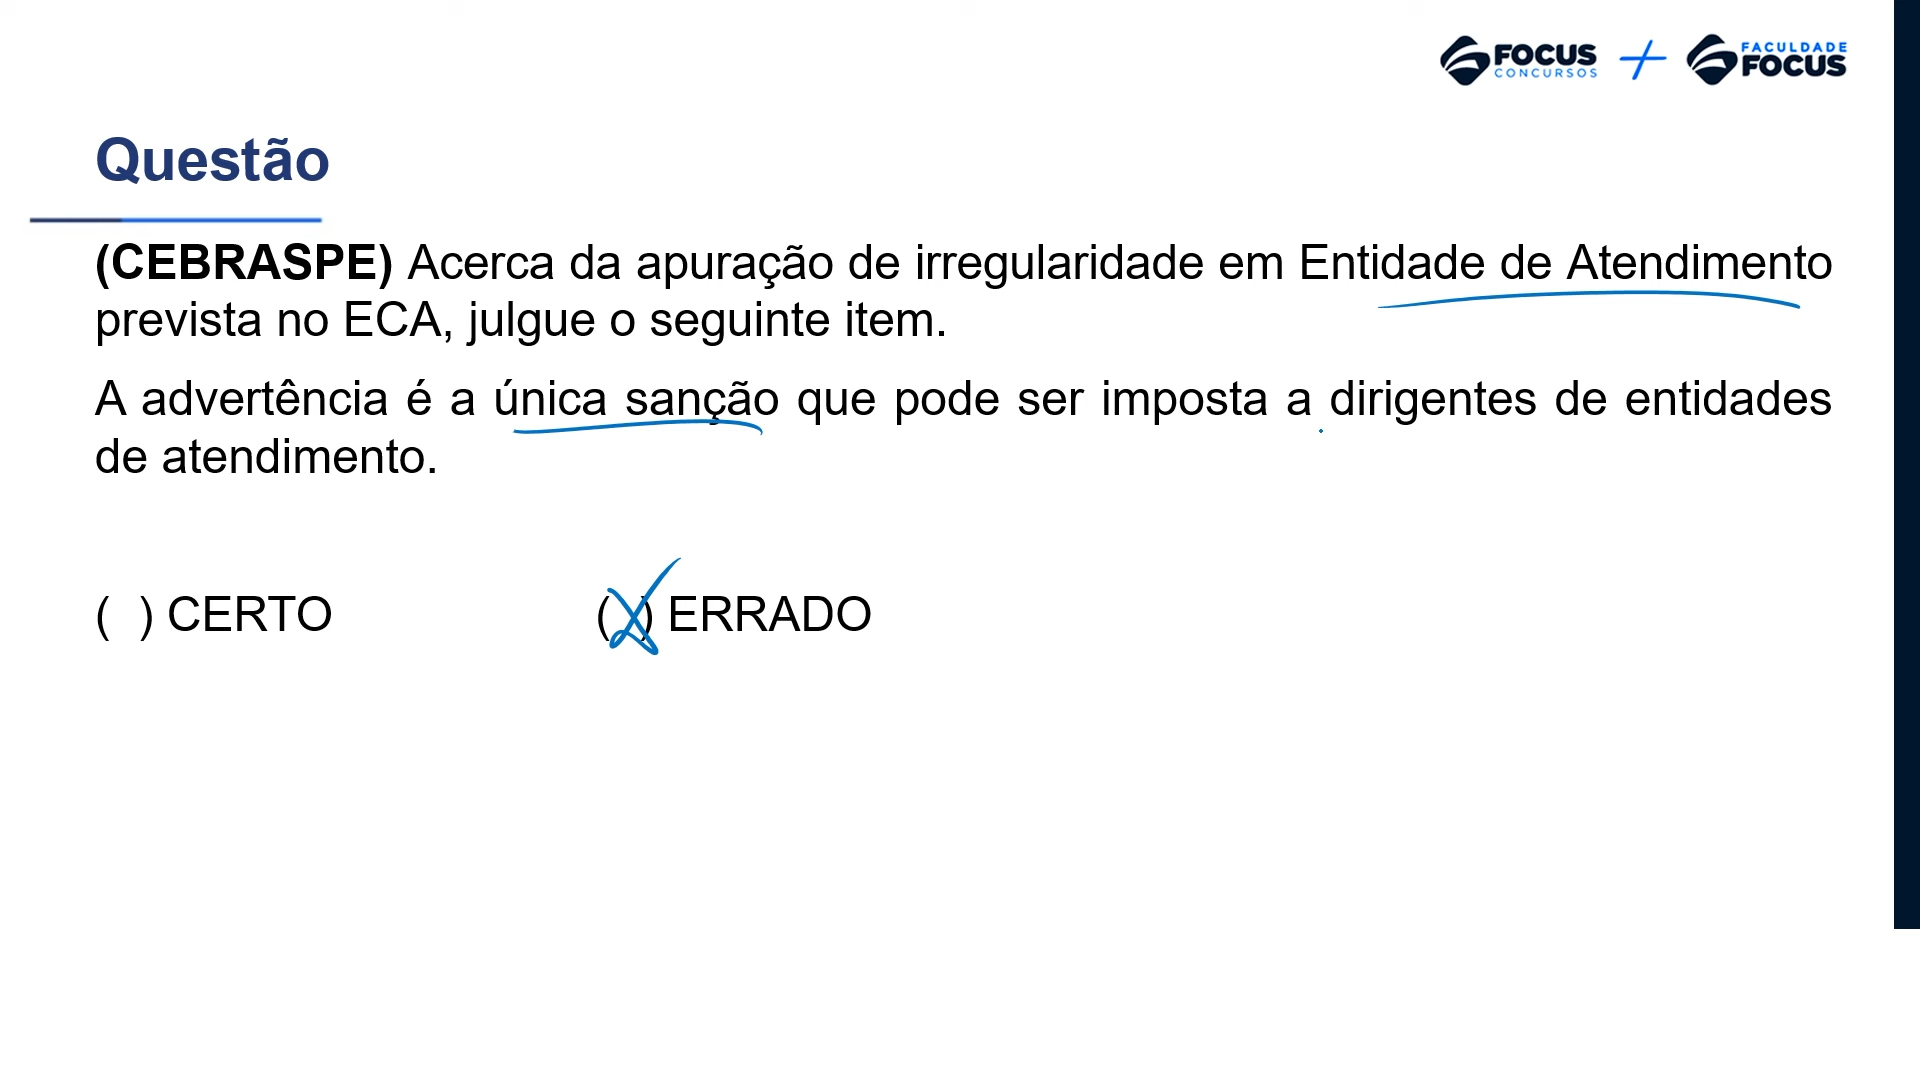 FOCUS
CONCURSOS
FACULDADE
FOCUS
Questão
(CEBRASPE) Acerca da apuração de irregularidade em Entidade de Atendimento
prevista no ECA, julgue o seguinte item.
A advertência é a única sanção que pode ser imposta a dirigentes de entidades
de atendimento.
( ) CERTO (X) ERRADO